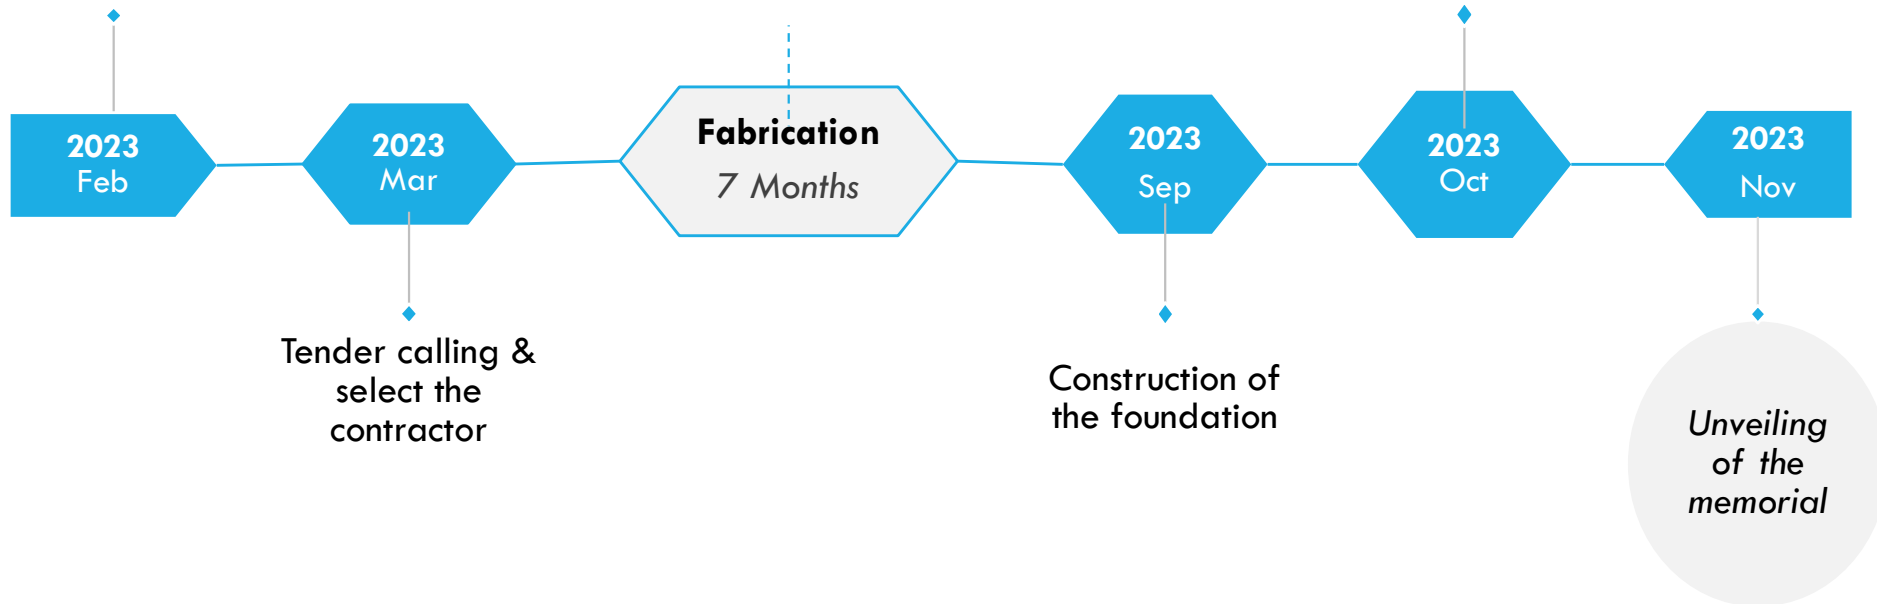 2023
Feb
2023
Mar
Fabrication
7 Months
2023
Sep
2023
Oct
2023
Nov
Tender calling &
select the
contractor
Construction of
the foundation
Unveiling
of the
memorial